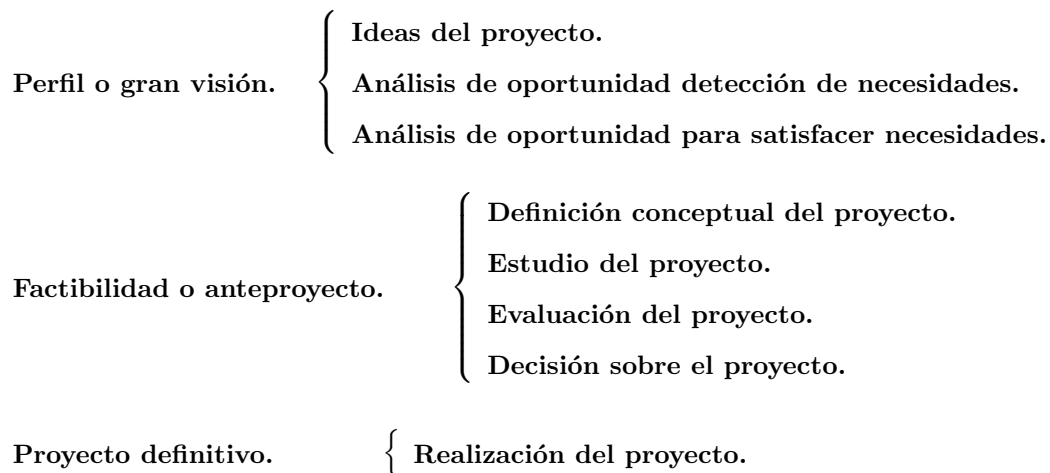 Ideas del proyecto.
Perfil o gran visión.
Análisis de oportunidad detección de necesidades.
Análisis de oportunidad para satisfacer necesidades.
Definición conceptual del proyecto.
Estudio del proyecto.
Factibilidad o anteproyecto.
Evaluación del proyecto.
Decisión sobre el proyecto.
Proyecto definitivo.
Realización del proyecto.